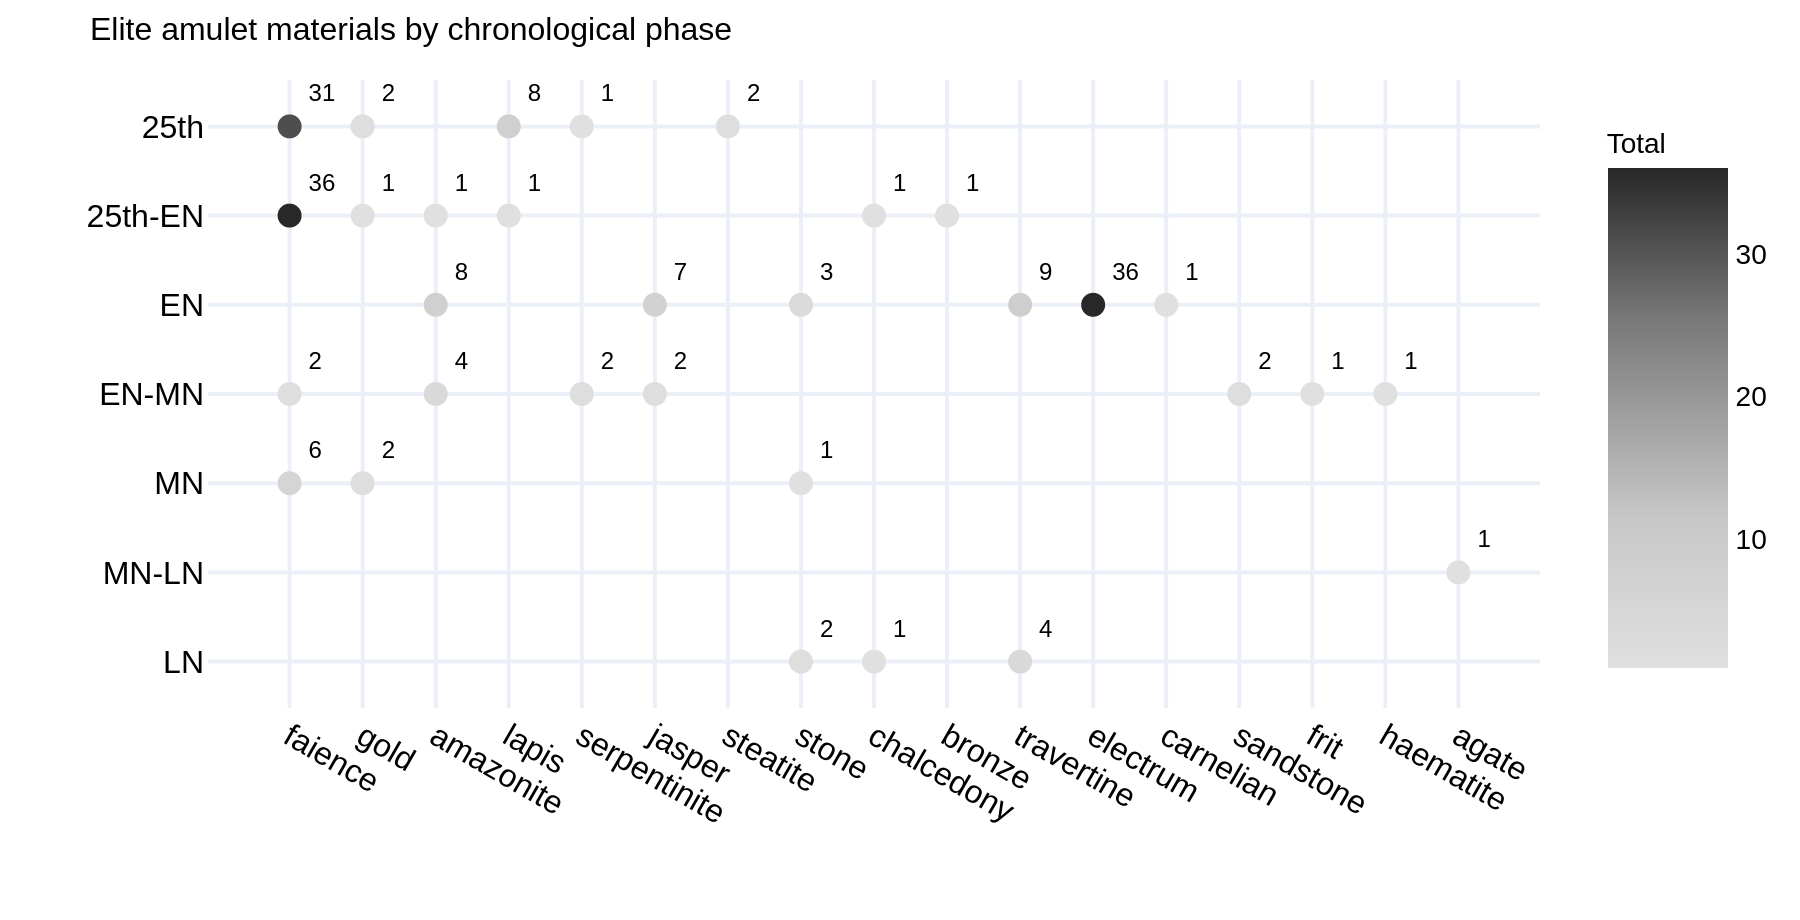 Elite amulet materials by chronological phase
31 2 8 1 2
25th
36 1 1 1 1 1
25th-EN
8 7 3 9 36 1
EN
2 4 2 2 2 1 1
EN-MN
6 2 1
MN
1
MN-LN
2 1 4
LN
faience
gold
amazonite
lapis
serpentinite
jasper
steatite
stone
chalcedony
bronze
travertine
electrum
carnelian
sandstone
frit
haematite
agate
Total
30
20
10